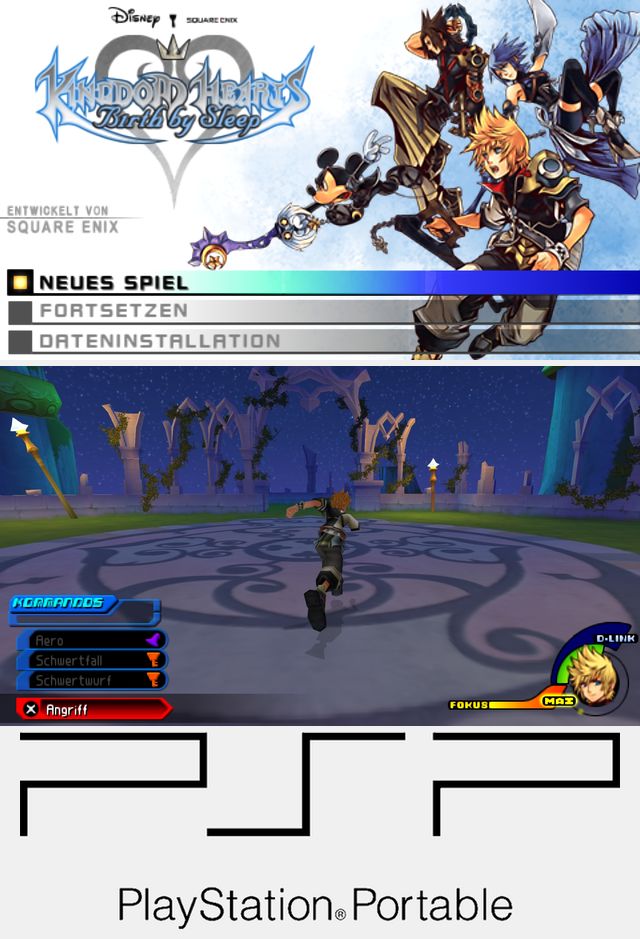 Disney SQUARE ENIX
KINGDOM HEARTS
Birth by Sleep
ENTWICKELT VON
SQUARE ENIX
NEUES SPIEL
FORTSETZEN
DATENINSTALLATION
KOMMANDOS
Aero
Schwertfall
Schwertwurf
Angriff
D-LINK
FOKUS MAX
PSP
PlayStation®Portable